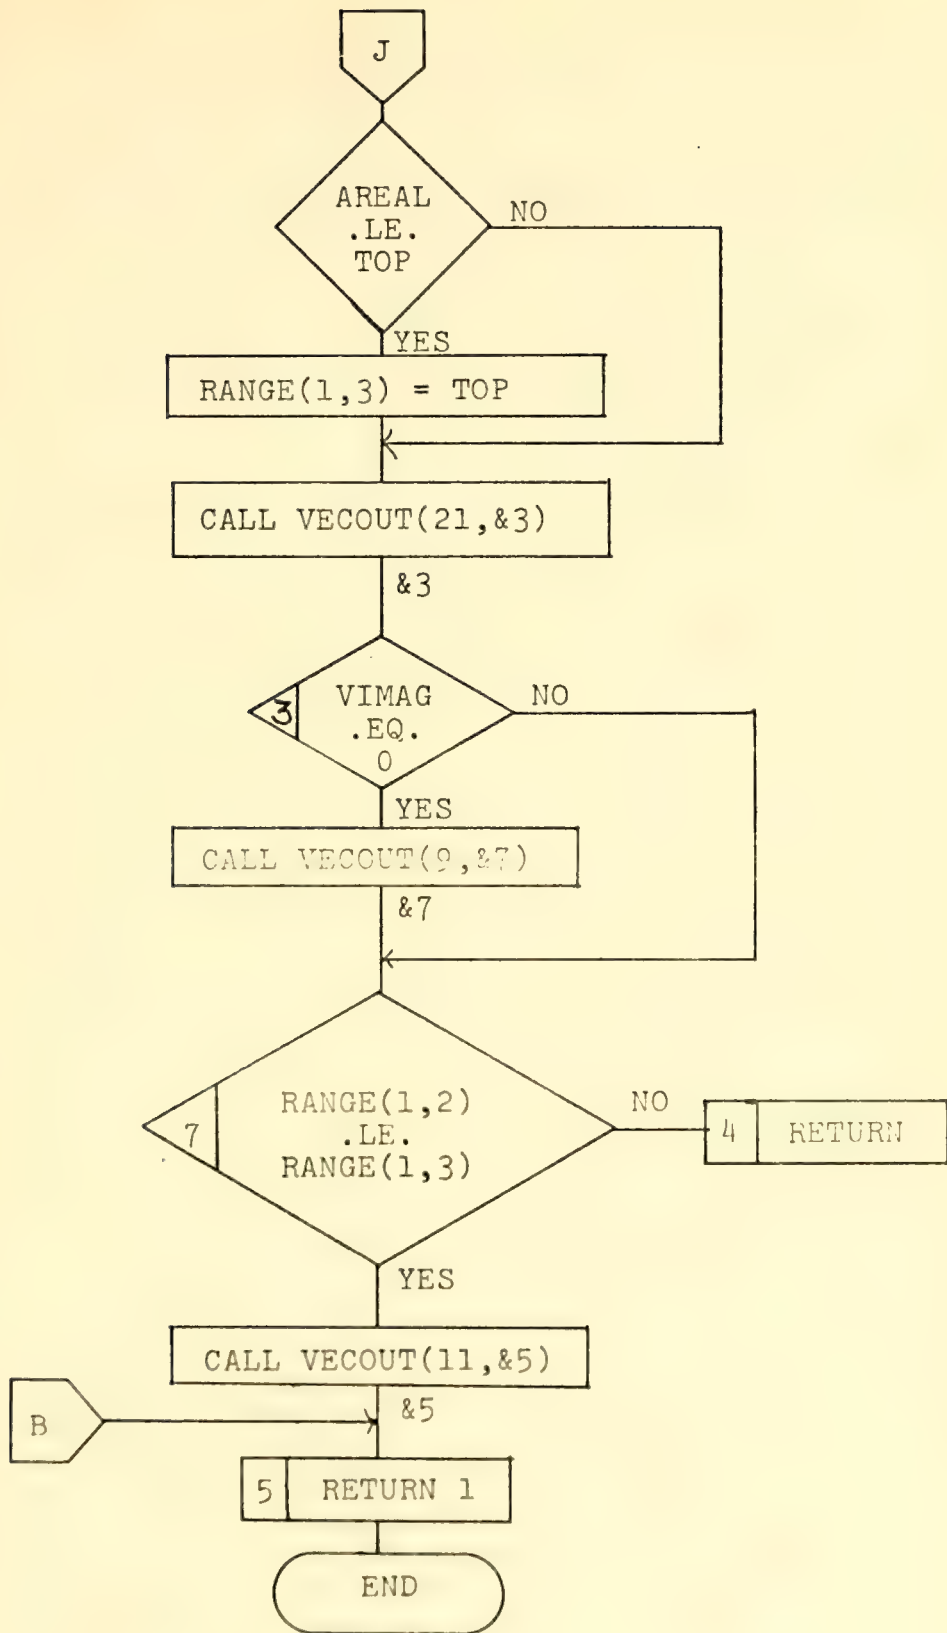 J
AREAL
.LE.
TOP
NO
YES
RANGE(1,3) = TOP
CALL VECOUT(21,&3)
&3
3
VIMAG
.EQ.
0
NO
YES
CALL VECOUT(9,&7)
&7
7
RANGE(1,2)
.LE.
RANGE(1,3)
NO
4 RETURN
YES
CALL VECOUT(11,&5)
&5
B
5 RETURN 1
END